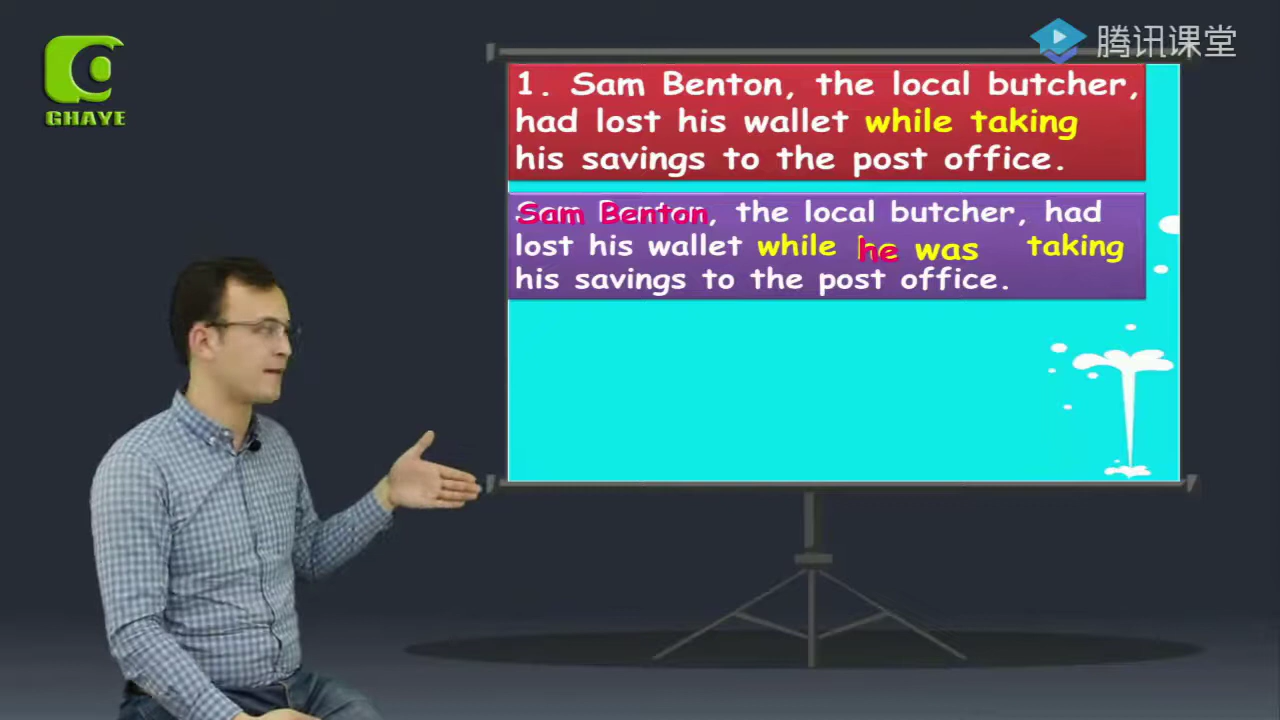 GHAYE
腾讯课堂
1. Sam Benton, the local butcher,
had lost his wallet while taking
his savings to the post office.
Sam Benton, the local butcher, had
lost his wallet while he was taking
his savings to the post office.